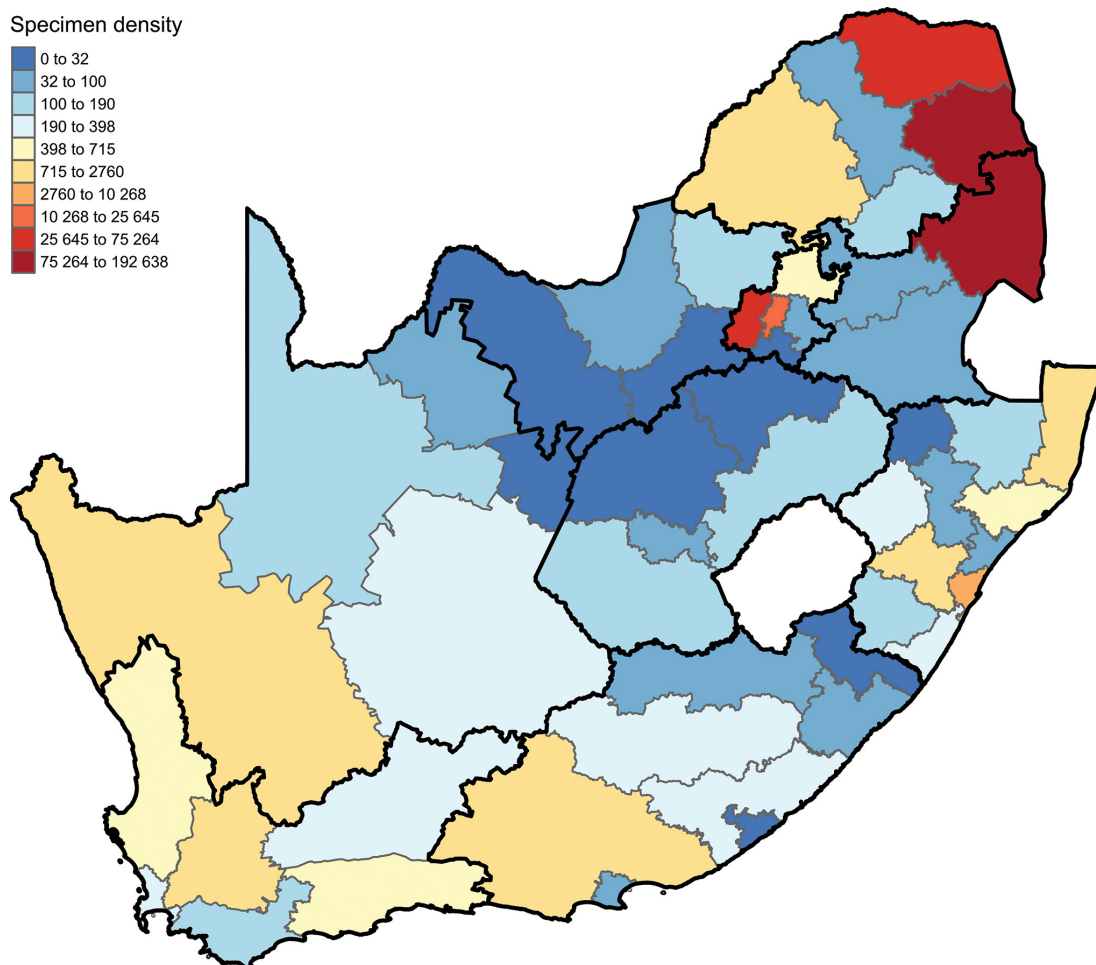 Specimen density
0 to 32
32 to 100
100 to 190
190 to 398
398 to 715
715 to 2760
2760 to 10 268
10 268 to 25 645
25 645 to 75 264
75 264 to 192 638